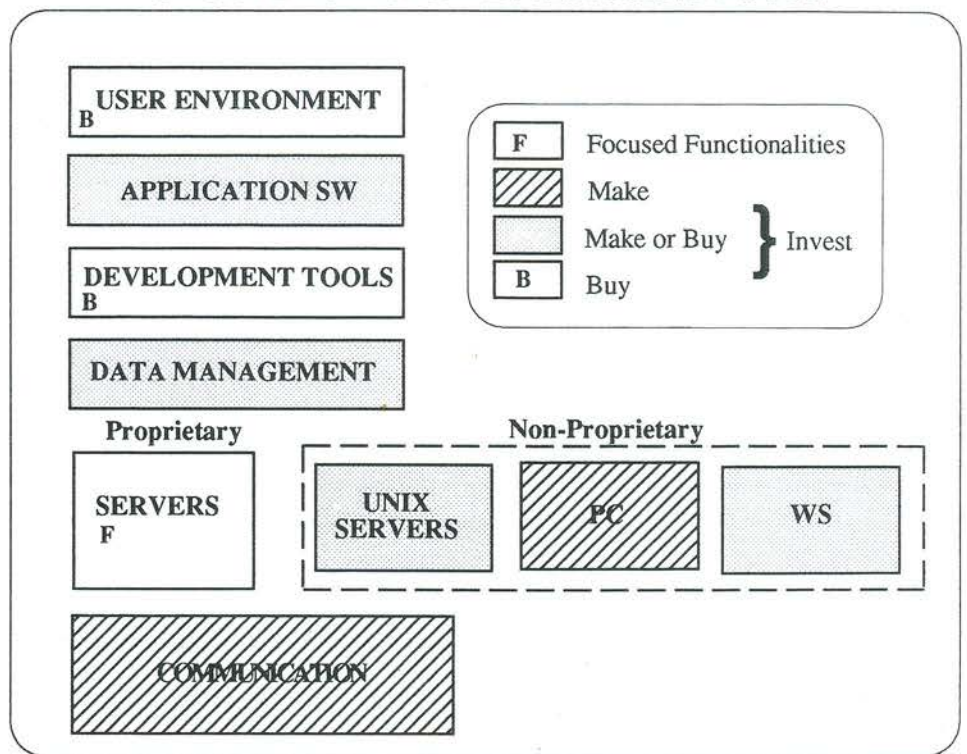 USER ENVIRONMENT
B
APPLICATION SW
DEVELOPMENT TOOLS
B
DATA MANAGEMENT
F Focused Functionalities
Make
Make or Buy } Invest
B Buy
Proprietary
Non-Proprietary
SERVERS
F
UNIX
SERVERS
PC
WS
COMMUNICATION